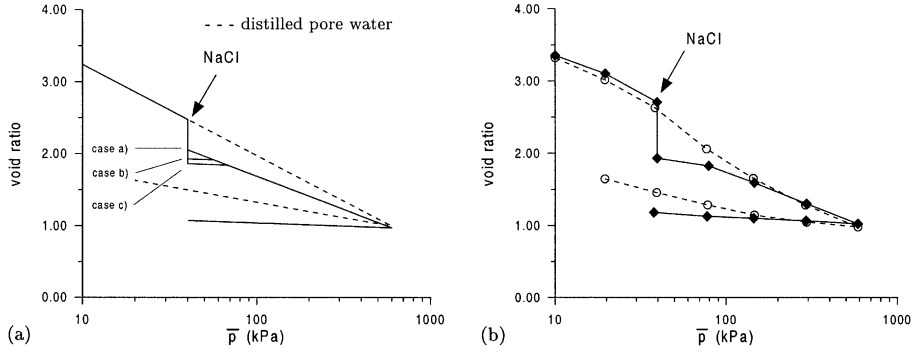 - - - distilled pore water
4.00
NaCl
3.00
void ratio
case a)
2.00
case b)
case c)
1.00
0.00
10
100
1000
(a)
p̅ (kPa)
4.00
NaCl
3.00
void ratio
2.00
1.00
0.00
10
100
1000
(b)
p̅ (kPa)